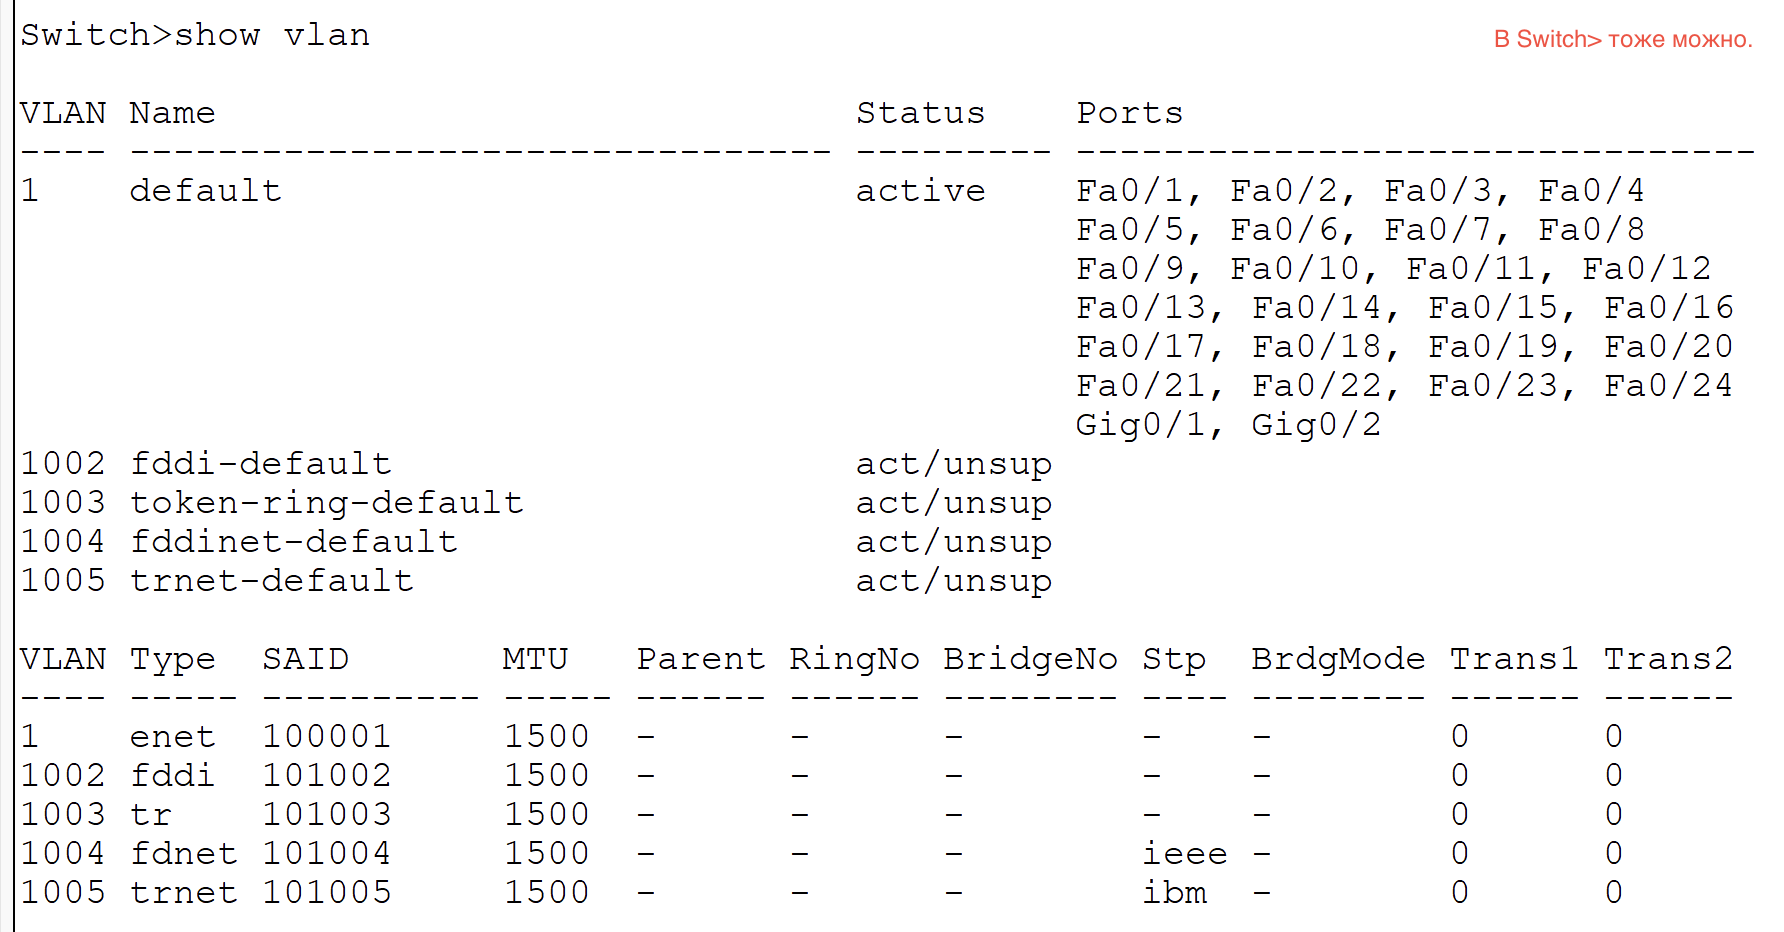 Switch>show vlan
В Switch> тоже можно.
VLAN Name Status Ports
---- -------------------------------- --------- -------------------------------
1 default active Fa0/1, Fa0/2, Fa0/3, Fa0/4
Fa0/5, Fa0/6, Fa0/7, Fa0/8
Fa0/9, Fa0/10, Fa0/11, Fa0/12
Fa0/13, Fa0/14, Fa0/15, Fa0/16
Fa0/17, Fa0/18, Fa0/19, Fa0/20
Fa0/21, Fa0/22, Fa0/23, Fa0/24
Gig0/1, Gig0/2
1002 fddi-default act/unsup
1003 token-ring-default act/unsup
1004 fddinet-default act/unsup
1005 trnet-default act/unsup
VLAN Type SAID MTU Parent RingNo BridgeNo Stp BrdgMode Trans1 Trans2
---- ----- ---------- ----- ------ ------ -------- ---- -------- ------ ------
1 enet 100001 1500 - - - - - 0 0
1002 fddi 101002 1500 - - - - - 0 0
1003 tr 101003 1500 - - - - - 0 0
1004 fdnet 101004 1500 - - - ieee - 0 0
1005 trnet 101005 1500 - - - ibm - 0 0